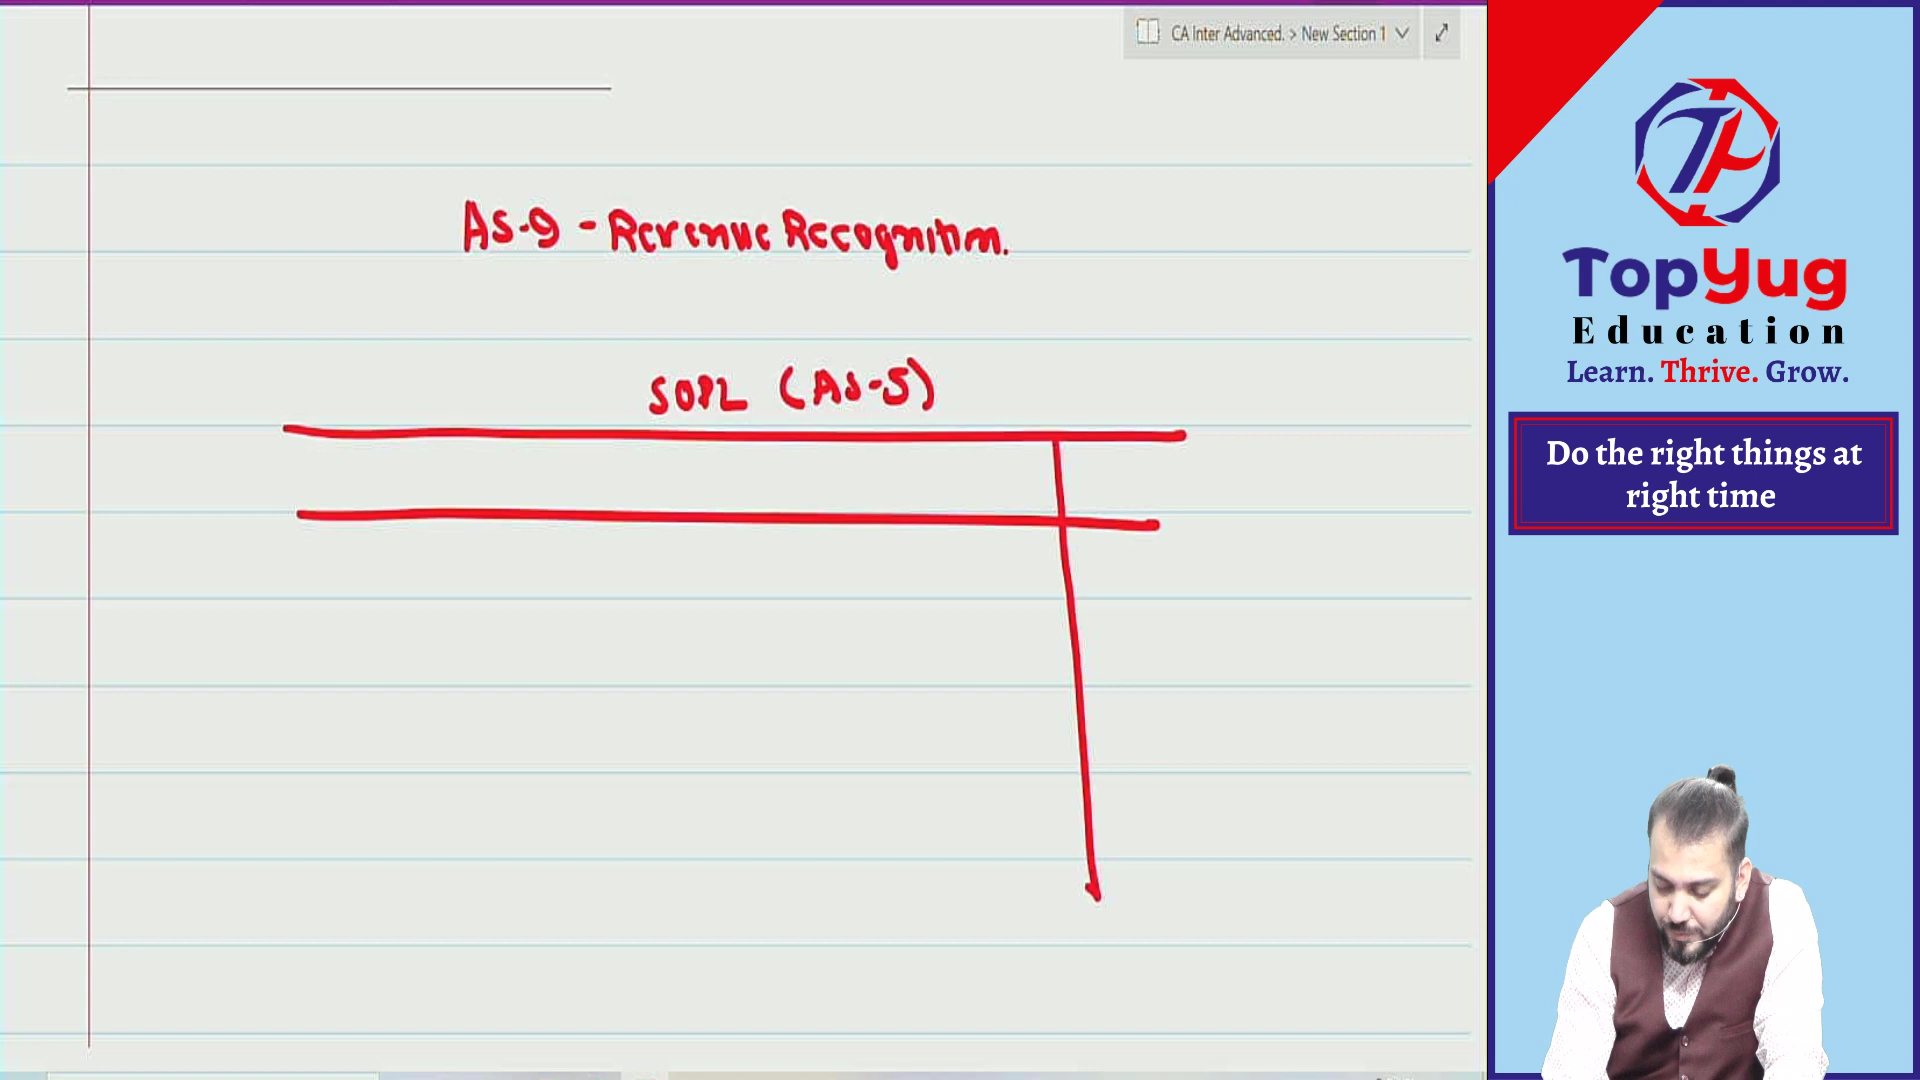 CA Inter Advanced. > New Section 1
AS-9 - Revenue Recognition.
SOPL (AS-5)
TopYug
Education
Learn. Thrive. Grow.
Do the right things at
right time